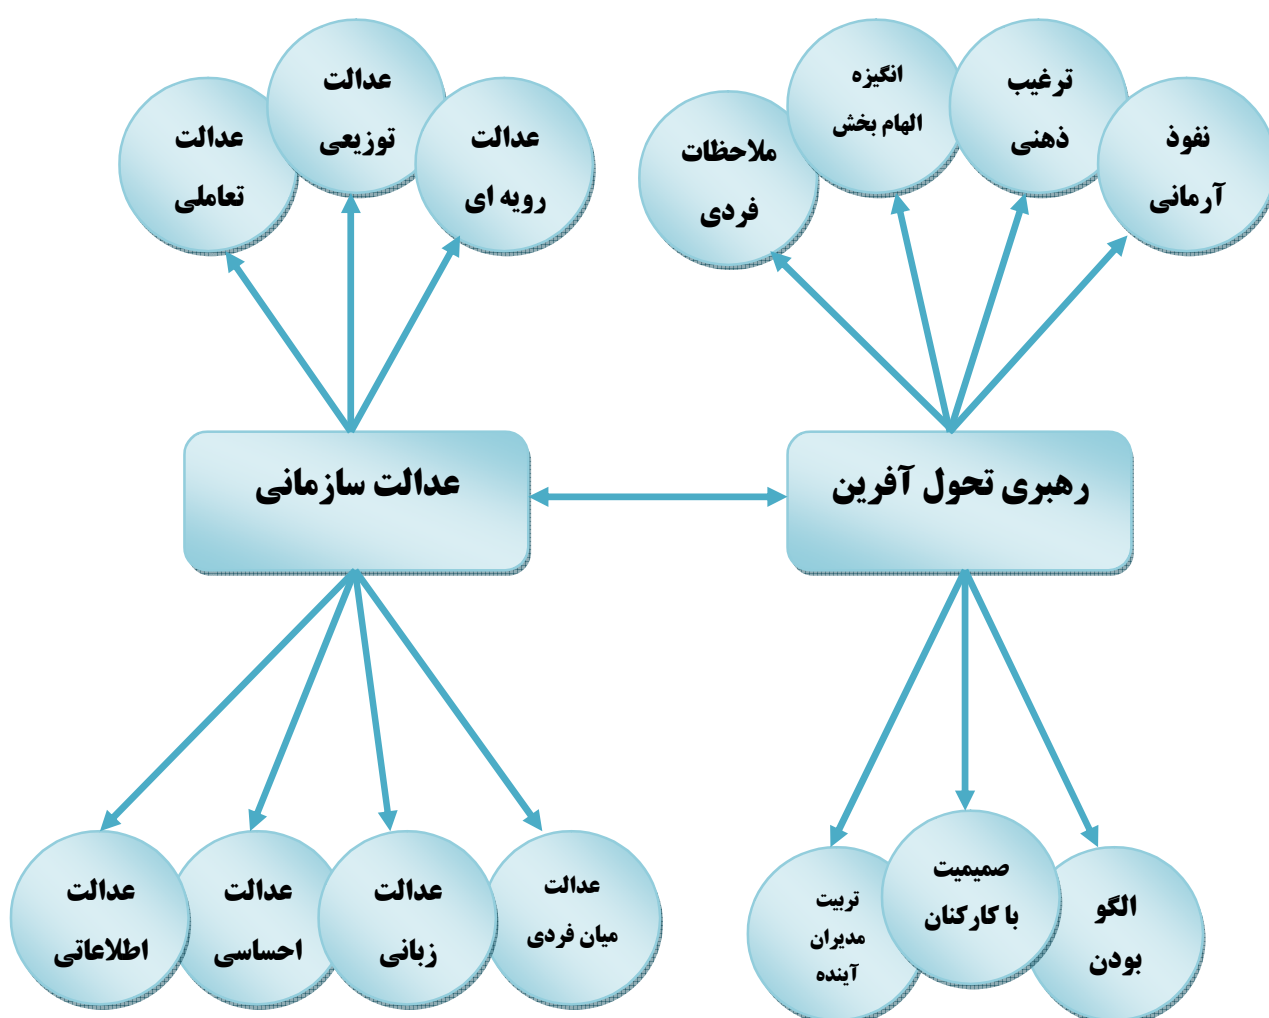 نفوذ
آرمانی
ترغیب
ذهنی
انگیزه
الهام بخش
ملاحظات
فردی
عدالت
رویه ای
عدالت
توزیعی
عدالت
تعاملی
رهبری تحول آفرین
عدالت سازمانی
الگو
بودن
صمیمیت
با کارکنان
تربیت
مدیران
آینده
عدالت
میان فردی
عدالت
زبانی
عدالت
احساسی
عدالت
اطلاعاتی